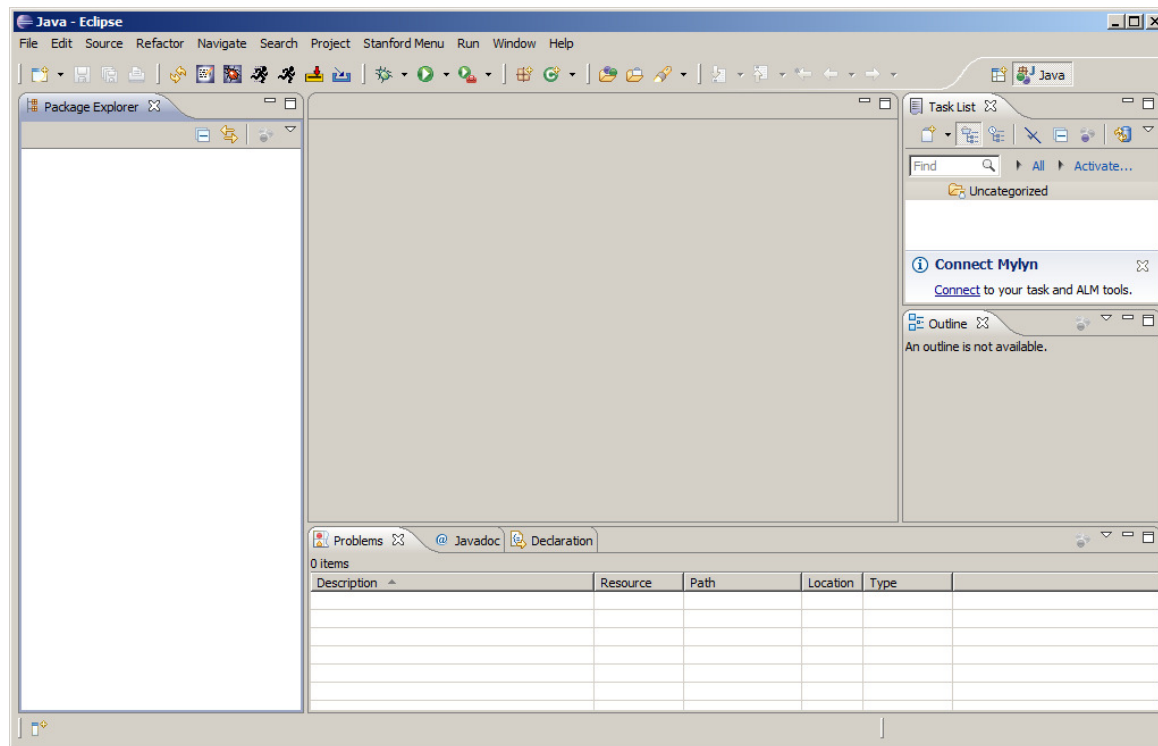 Java - Eclipse
File Edit Source Refactor Navigate Search Project Stanford Menu Run Window Help
Java
Package Explorer
Task List
Find
All
Activate...
Uncategorized
Connect Mylyn
Connect to your task and ALM tools.
Outline
An outline is not available.
Problems
@ Javadoc
Declaration
0 items
Description Resource Path Location Type